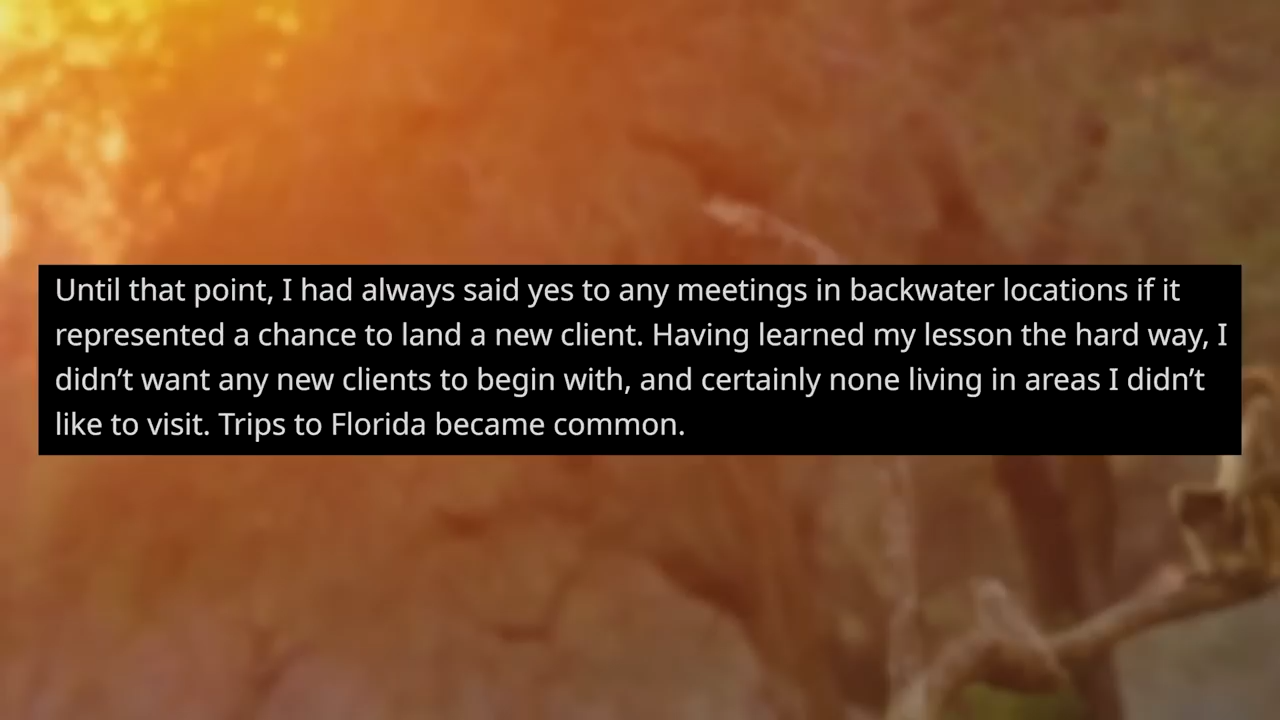 Until that point, I had always said yes to any meetings in backwater locations if it
represented a chance to land a new client. Having learned my lesson the hard way, I
didn’t want any new clients to begin with, and certainly none living in areas I didn’t
like to visit. Trips to Florida became common.